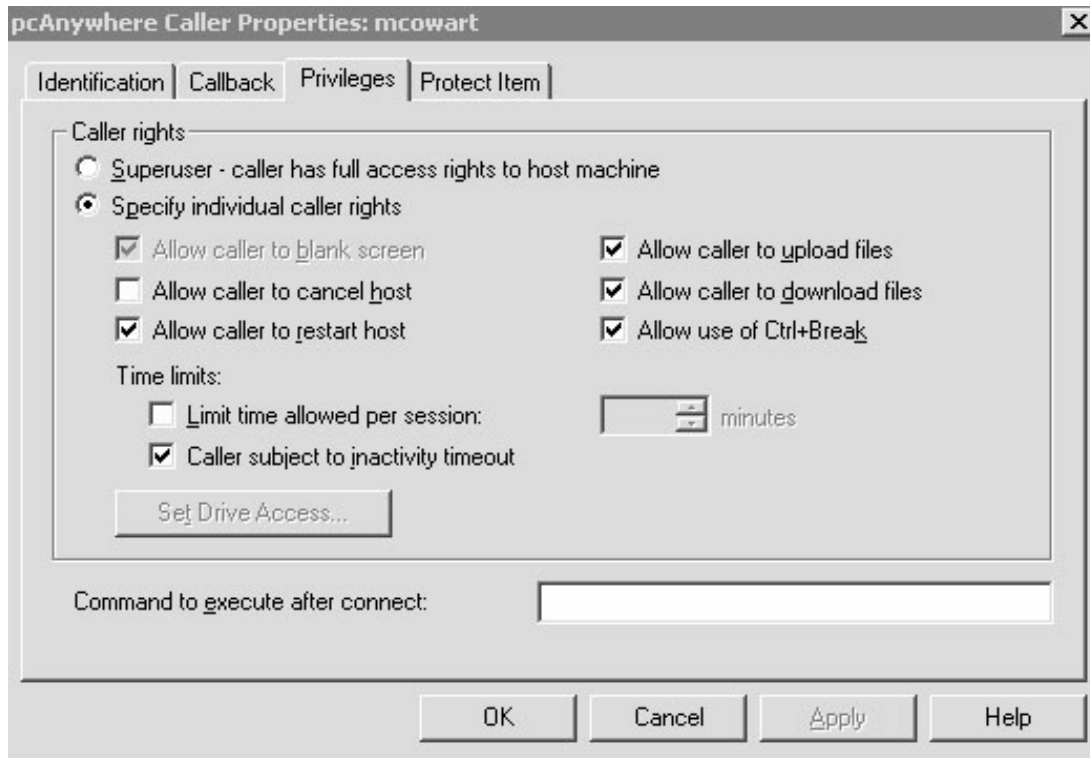 pcAnywhere Caller Properties: mcowart
Identification Callback Privileges Protect Item
Caller rights
Superuser - caller has full access rights to host machine
Specify individual caller rights
Allow caller to blank screen
Allow caller to upload files
Allow caller to cancel host
Allow caller to download files
Allow caller to restart host
Allow use of Ctrl+Break
Time limits:
Limit time allowed per session:
minutes
Caller subject to inactivity timeout
Set Drive Access...
Command to execute after connect:
OK Cancel Apply Help